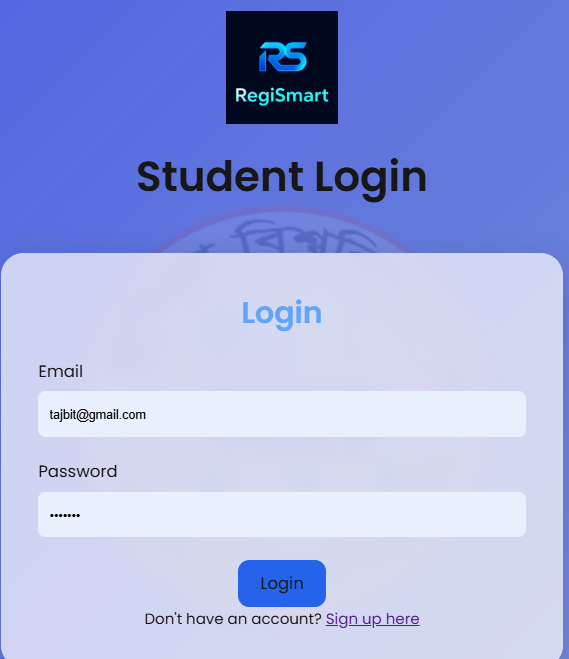 RS
RegiSmart
Student Login
Login
Email
tajbit@gmail.com
Password
•••••••
Login
Don't have an account? Sign up here